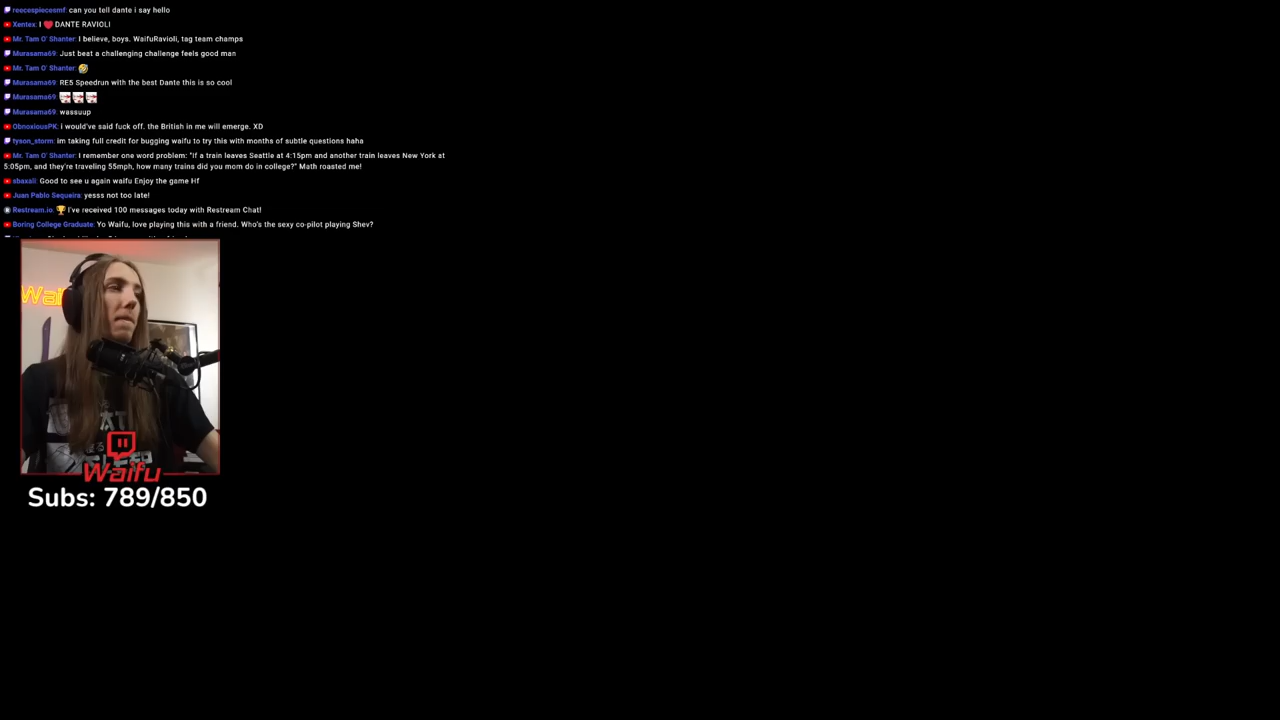 reecespiecesmf: can you tell dante i say hello
Xentex: I ❤️ DANTE RAVIOLI
Mr. Tam O' Shanter: I believe, boys. WaifuRavioli, tag team champs
Murasama69: Just beat a challenging challenge feels good man
Mr. Tam O' Shanter: 🤣
Murasama69: RE5 Speedrun with the best Dante this is so cool
Murasama69:
Murasama69: wassuup
ObnoxiousPK: i would've said fuck off. the British in me will emerge. XD
tyson_storm: im taking full credit for bugging waifu to try this with months of subtle questions haha
Mr. Tam O' Shanter: I remember one word problem: "If a train leaves Seattle at 4:15pm and another train leaves New York at
5:05pm, and they're traveling 55mph, how many trains did you mom do in college?" Math roasted me!
sbaxali: Good to see u again waifu Enjoy the game Hf
Juan Pablo Sequeira: yesss not too late!
Restream.io: 🏆 I've received 100 messages today with Restream Chat!
Boring College Graduate: Yo Waifu, love playing this with a friend. Who's the sexy co-pilot playing Shev?
Wai
Waifu
Subs: 789/850